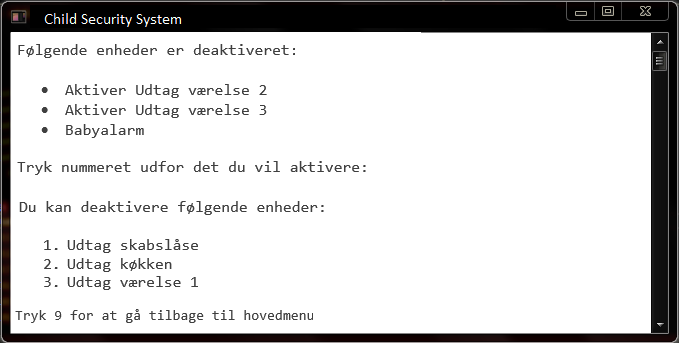 Child Security System
Følgende enheder er deaktiveret:
• Aktiver Udtag værelse 2
• Aktiver Udtag værelse 3
• Babyalarm
Tryk nummeret udfor det du vil aktivere:
Du kan deaktivere følgende enheder:
1. Udtag skabslåse
2. Udtag køkken
3. Udtag værelse 1
Tryk 9 for at gå tilbage til hovedmenu